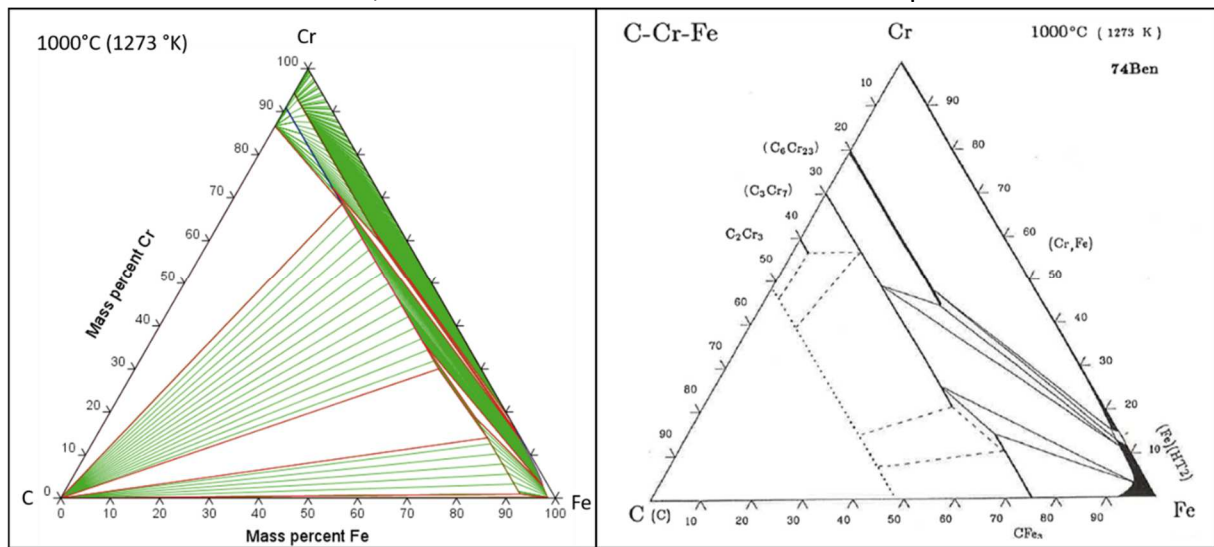 1000°C (1273 °K)
Cr
100
90
80
70
60
50
40
30
20
10
0
Mass percent Cr
C
Fe
0 10 20 30 40 50 60 70 80 90 100
Mass percent Fe
C-Cr-Fe
Cr
1000°C ( 1273 K )
74Ben
10
20
(C₆Cr₂₃)
30
(C₃Cr₇)
40
C₂Cr₃
50
60
70
80
90
90
80
70
60
(Cr,Fe)
50
40
30
20
10
(Fe)(HT2)
C (C)
Fe
10 20 30 40 50 60 70 80 90
CFe₃